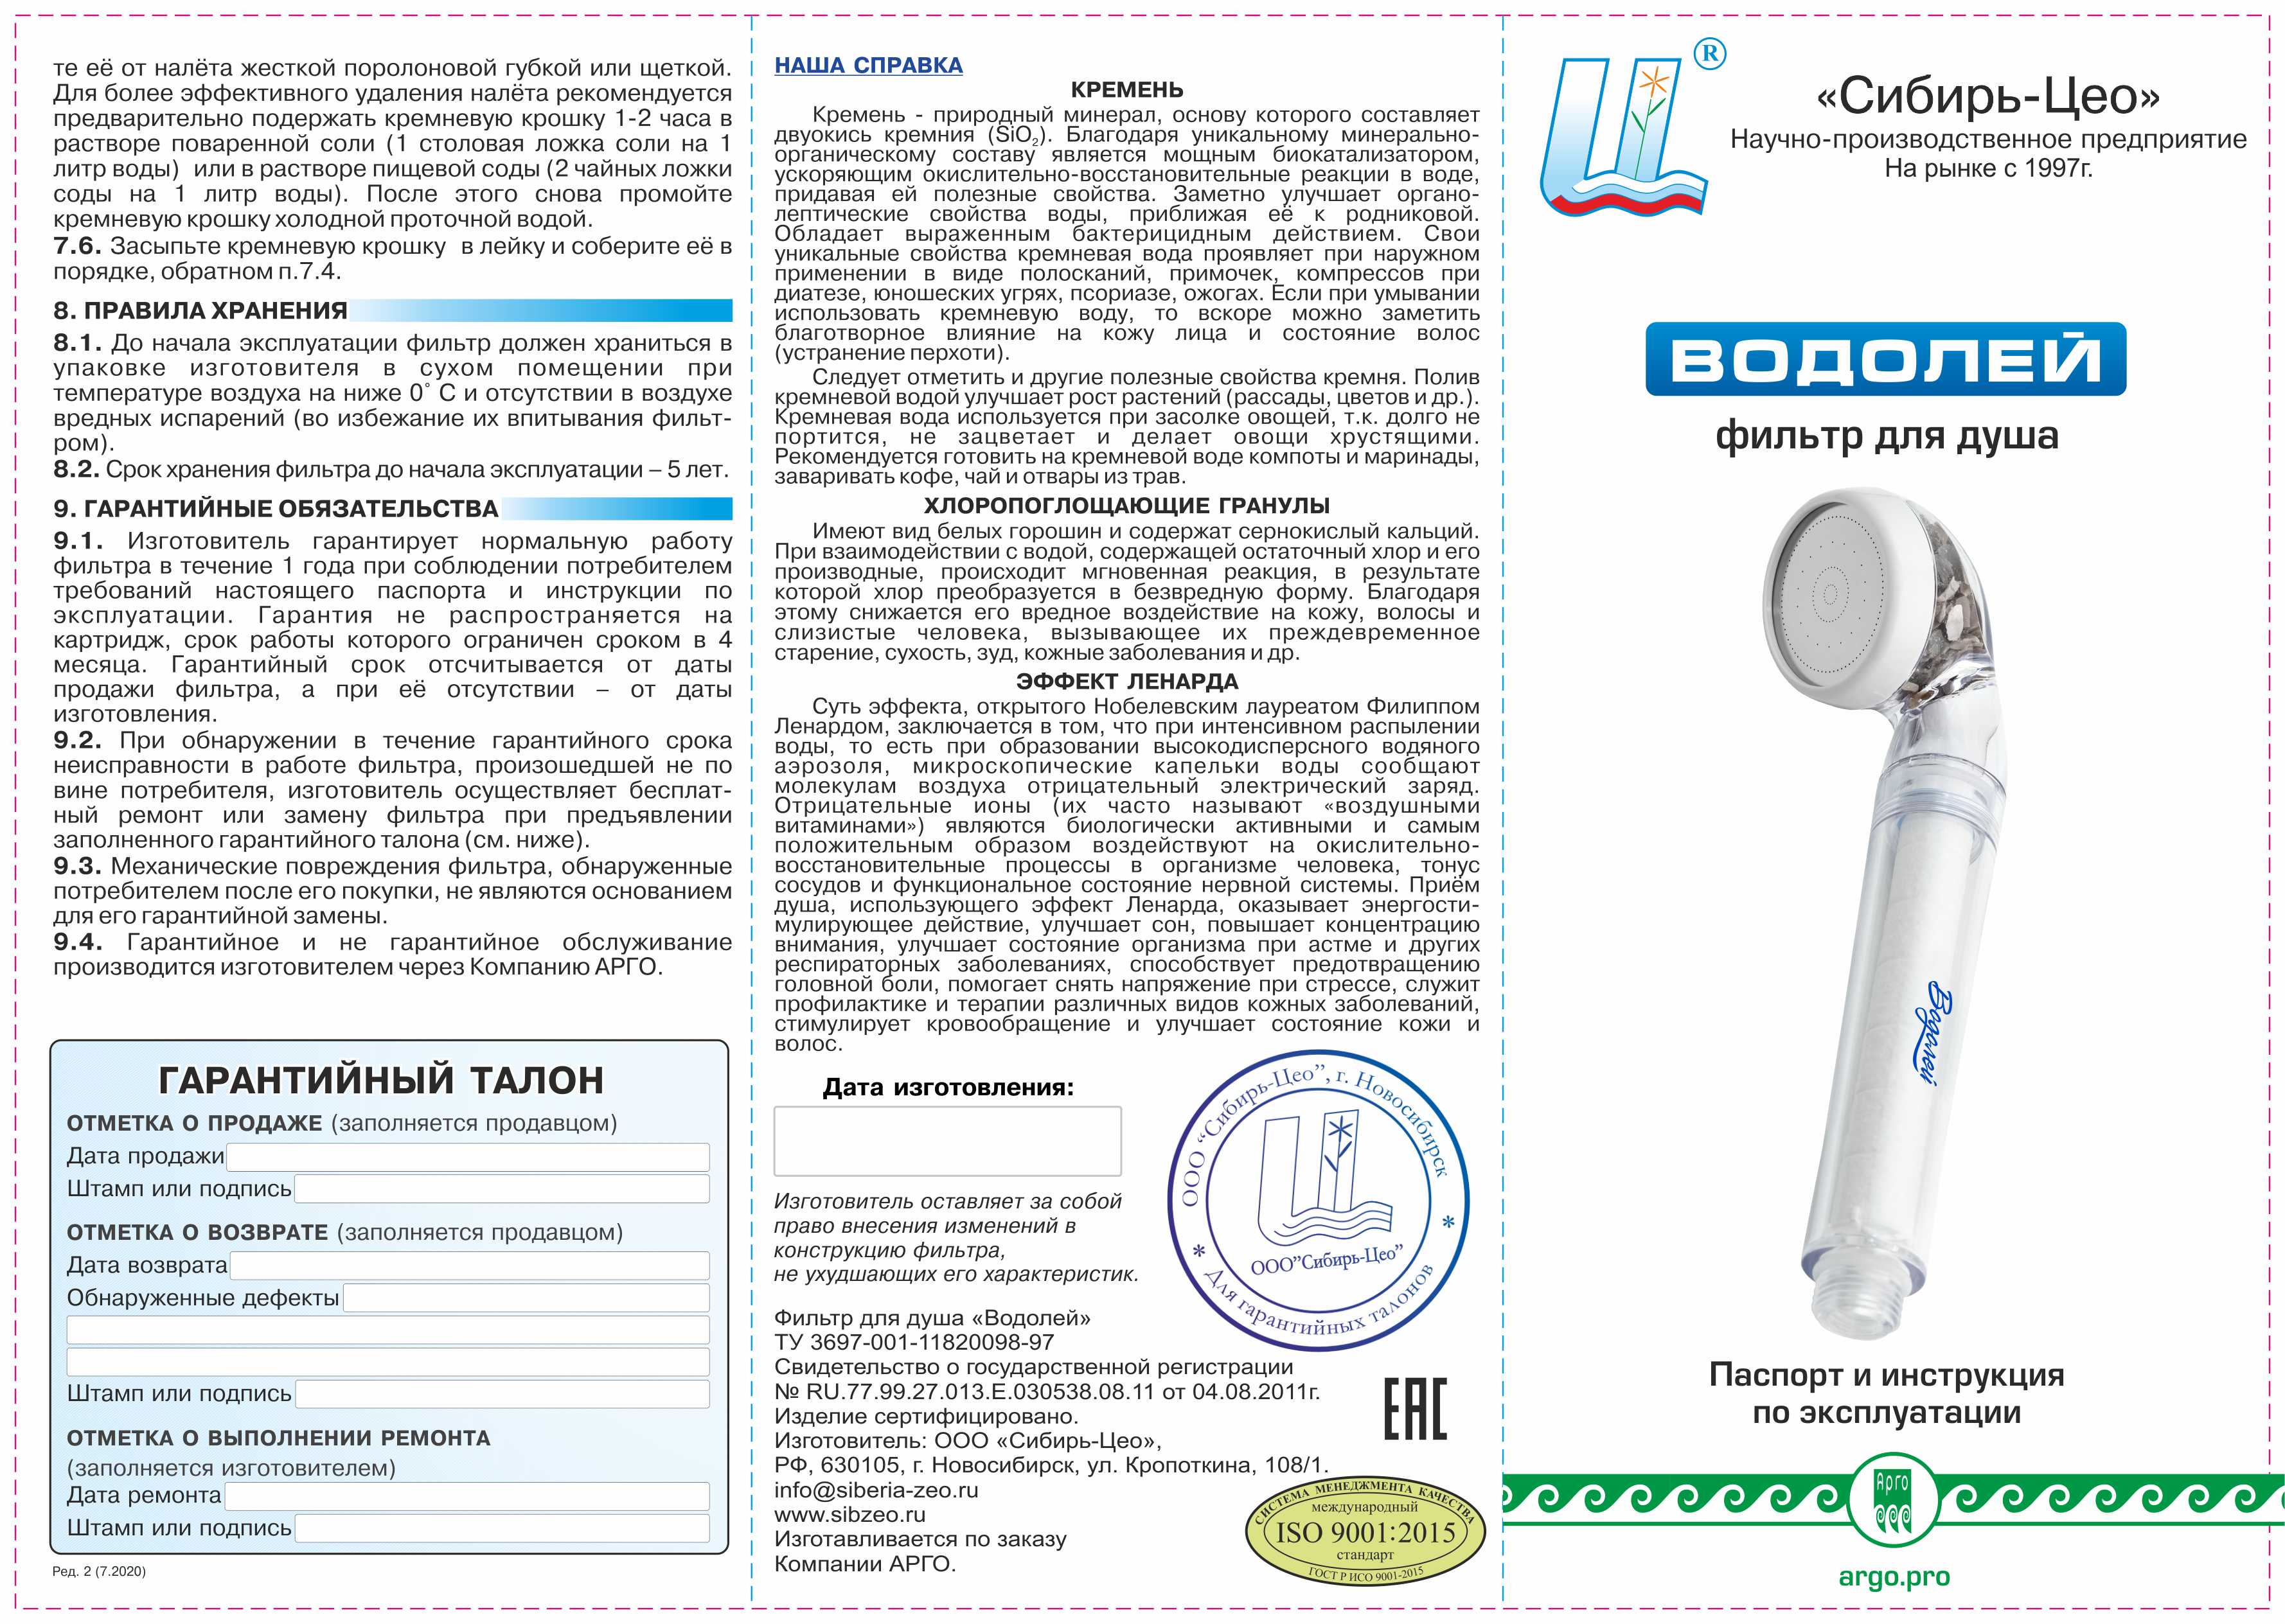 те её от налёта жесткой поролоновой губкой или щеткой.
Для более эффективного удаления налёта рекомендуется
предварительно подержать кремневую крошку 1-2 часа в
растворе поваренной соли (1 столовая ложка соли на 1
литр воды) или в растворе пищевой соды (2 чайных ложки
соды на 1 литр воды). После этого снова промойте
кремневую крошку холодной проточной водой.
7.6. Засыпьте кремневую крошку в лейку и соберите её в
порядке, обратном п.7.4.
8. ПРАВИЛА ХРАНЕНИЯ
8.1. До начала эксплуатации фильтр должен храниться в
упаковке изготовителя в сухом помещении при
температуре воздуха на ниже 0˚ С и отсутствии в воздухе
вредных испарений (во избежание их впитывания фильт-
ром).
8.2. Срок хранения фильтра до начала эксплуатации – 5 лет.
9. ГАРАНТИЙНЫЕ ОБЯЗАТЕЛЬСТВА
9.1. Изготовитель гарантирует нормальную работу
фильтра в течение 1 года при соблюдении потребителем
требований настоящего паспорта и инструкции по
эксплуатации. Гарантия не распространяется на
картридж, срок работы которого ограничен сроком в 4
месяца. Гарантийный срок отсчитывается от даты
продажи фильтра, а при её отсутствии – от даты
изготовления.
9.2. При обнаружении в течение гарантийного срока
неисправности в работе фильтра, произошедшей не по
вине потребителя, изготовитель осуществляет бесплат-
ный ремонт или замену фильтра при предъявлении
заполненного гарантийного талона (см. ниже).
9.3. Механические повреждения фильтра, обнаруженные
потребителем после его покупки, не являются основанием
для его гарантийной замены.
9.4. Гарантийное и не гарантийное обслуживание
производится изготовителем через Компанию АРГО.
ГАРАНТИЙНЫЙ ТАЛОН
ОТМЕТКА О ПРОДАЖЕ (заполняется продавцом)
Дата продажи
Штамп или подпись
ОТМЕТКА О ВОЗВРАТЕ (заполняется продавцом)
Дата возврата
Обнаруженные дефекты
Штамп или подпись
ОТМЕТКА О ВЫПОЛНЕНИИ РЕМОНТА
(заполняется изготовителем)
Дата ремонта
Штамп или подпись
Ред. 2 (7.2020)
НАША СПРАВКА
КРЕМЕНЬ
Кремень - природный минерал, основу которого составляет
двуокись кремния (SiO₂). Благодаря уникальному минерально-
органическому составу является мощным биокатализатором,
ускоряющим окислительно-восстановительные реакции в воде,
придавая ей полезные свойства. Заметно улучшает органо-
лептические свойства воды, приближая её к родниковой.
Обладает выраженным бактерицидным действием. Свои
уникальные свойства кремневая вода проявляет при наружном
применении в виде полосканий, примочек, компрессов при
диатезе, юношеских угрях, псориазе, ожогах. Если при умывании
использовать кремневую воду, то вскоре можно заметить
благотворное влияние на кожу лица и состояние волос
(устранение перхоти).
Следует отметить и другие полезные свойства кремня. Полив
кремневой водой улучшает рост растений (рассады, цветов и др.).
Кремневая вода используется при засолке овощей, т.к. долго не
портится, не зацветает и делает овощи хрустящими.
Рекомендуется готовить на кремневой воде компоты и маринады,
заваривать кофе, чай и отвары из трав.
ХЛОРОПОГЛОЩАЮЩИЕ ГРАНУЛЫ
Имеют вид белых горошин и содержат сернокислый кальций.
При взаимодействии с водой, содержащей остаточный хлор и его
производные, происходит мгновенная реакция, в результате
которой хлор преобразуется в безвредную форму. Благодаря
этому снижается его вредное воздействие на кожу, волосы и
слизистые человека, вызывающее их преждевременное
старение, сухость, зуд, кожные заболевания и др.
ЭФФЕКТ ЛЕНАРДА
Суть эффекта, открытого Нобелевским лауреатом Филиппом
Ленардом, заключается в том, что при интенсивном распылении
воды, то есть при образовании высокодисперсного водяного
аэрозоля, микроскопические капельки воды сообщают
молекулам воздуха отрицательный электрический заряд.
Отрицательные ионы (их часто называют «воздушными
витаминами») являются биологически активными и самым
положительным образом воздействуют на окислительно-
восстановительные процессы в организме человека, тонус
сосудов и функциональное состояние нервной системы. Приём
душа, использующего эффект Ленарда, оказывает энергости-
мулирующее действие, улучшает сон, повышает концентрацию
внимания, улучшает состояние организма при астме и других
респираторных заболеваниях, способствует предотвращению
головной боли, помогает снять напряжение при стрессе, служит
профилактике и терапии различных видов кожных заболеваний,
стимулирует кровообращение и улучшает состояние кожи и
волос.
Дата изготовления:
Изготовитель оставляет за собой
право внесения изменений в
конструкцию фильтра,
не ухудшающих его характеристик.
ООО “Сибирь-Цео”, г. Новосибирск
ООО”Сибирь-Цео”
* Для гарантийных талонов *
Фильтр для душа «Водолей»
ТУ 3697-001-11820098-97
Свидетельство о государственной регистрации
№ RU.77.99.27.013.Е.030538.08.11 от 04.08.2011г.
Изделие сертифицировано.
Изготовитель: ООО «Сибирь-Цео»,
РФ, 630105, г. Новосибирск, ул. Кропоткина, 108/1.
info@siberia-zeo.ru
www.sibzeo.ru
Изготавливается по заказу
Компании АРГО.
EAC
СИСТЕМА МЕНЕДЖМЕНТА КАЧЕСТВА
международный
ISO 9001:2015
стандарт
ГОСТ Р ИСО 9001-2015
®
«Сибирь-Цео»
Научно-производственное предприятие
На рынке с 1997г.
ВОДОЛЕЙ
фильтр для душа
Водолей
Паспорт и инструкция
по эксплуатации
Арго
argo.pro